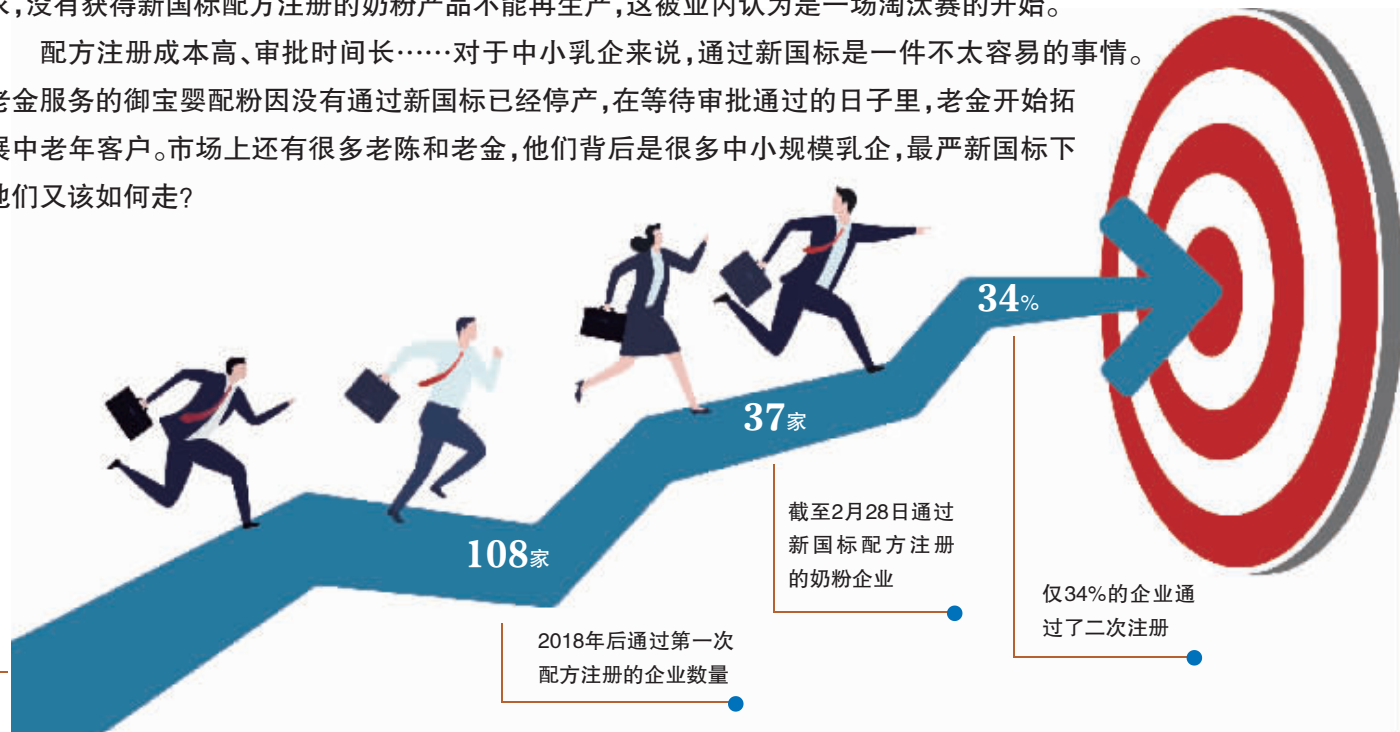 求,没有获得新国标配方注册的奶粉产品不能再生产,这被业内认为是一场淘汰赛的开始。
配方注册成本高、审批时间长……对于中小乳企来说,通过新国标是一件不太容易的事情。
老金服务的御宝婴配粉因没有通过新国标已经停产,在等待审批通过的日子里,老金开始拓
展中老年客户。市场上还有很多老陈和老金,他们背后是很多中小规模乳企,最严新国标下
他们又该如何走?
34%
37家
108家
截至2月28日通过
新国标配方注册
的奶粉企业
仅34%的企业通
过了二次注册
2018年后通过第一次
配方注册的企业数量